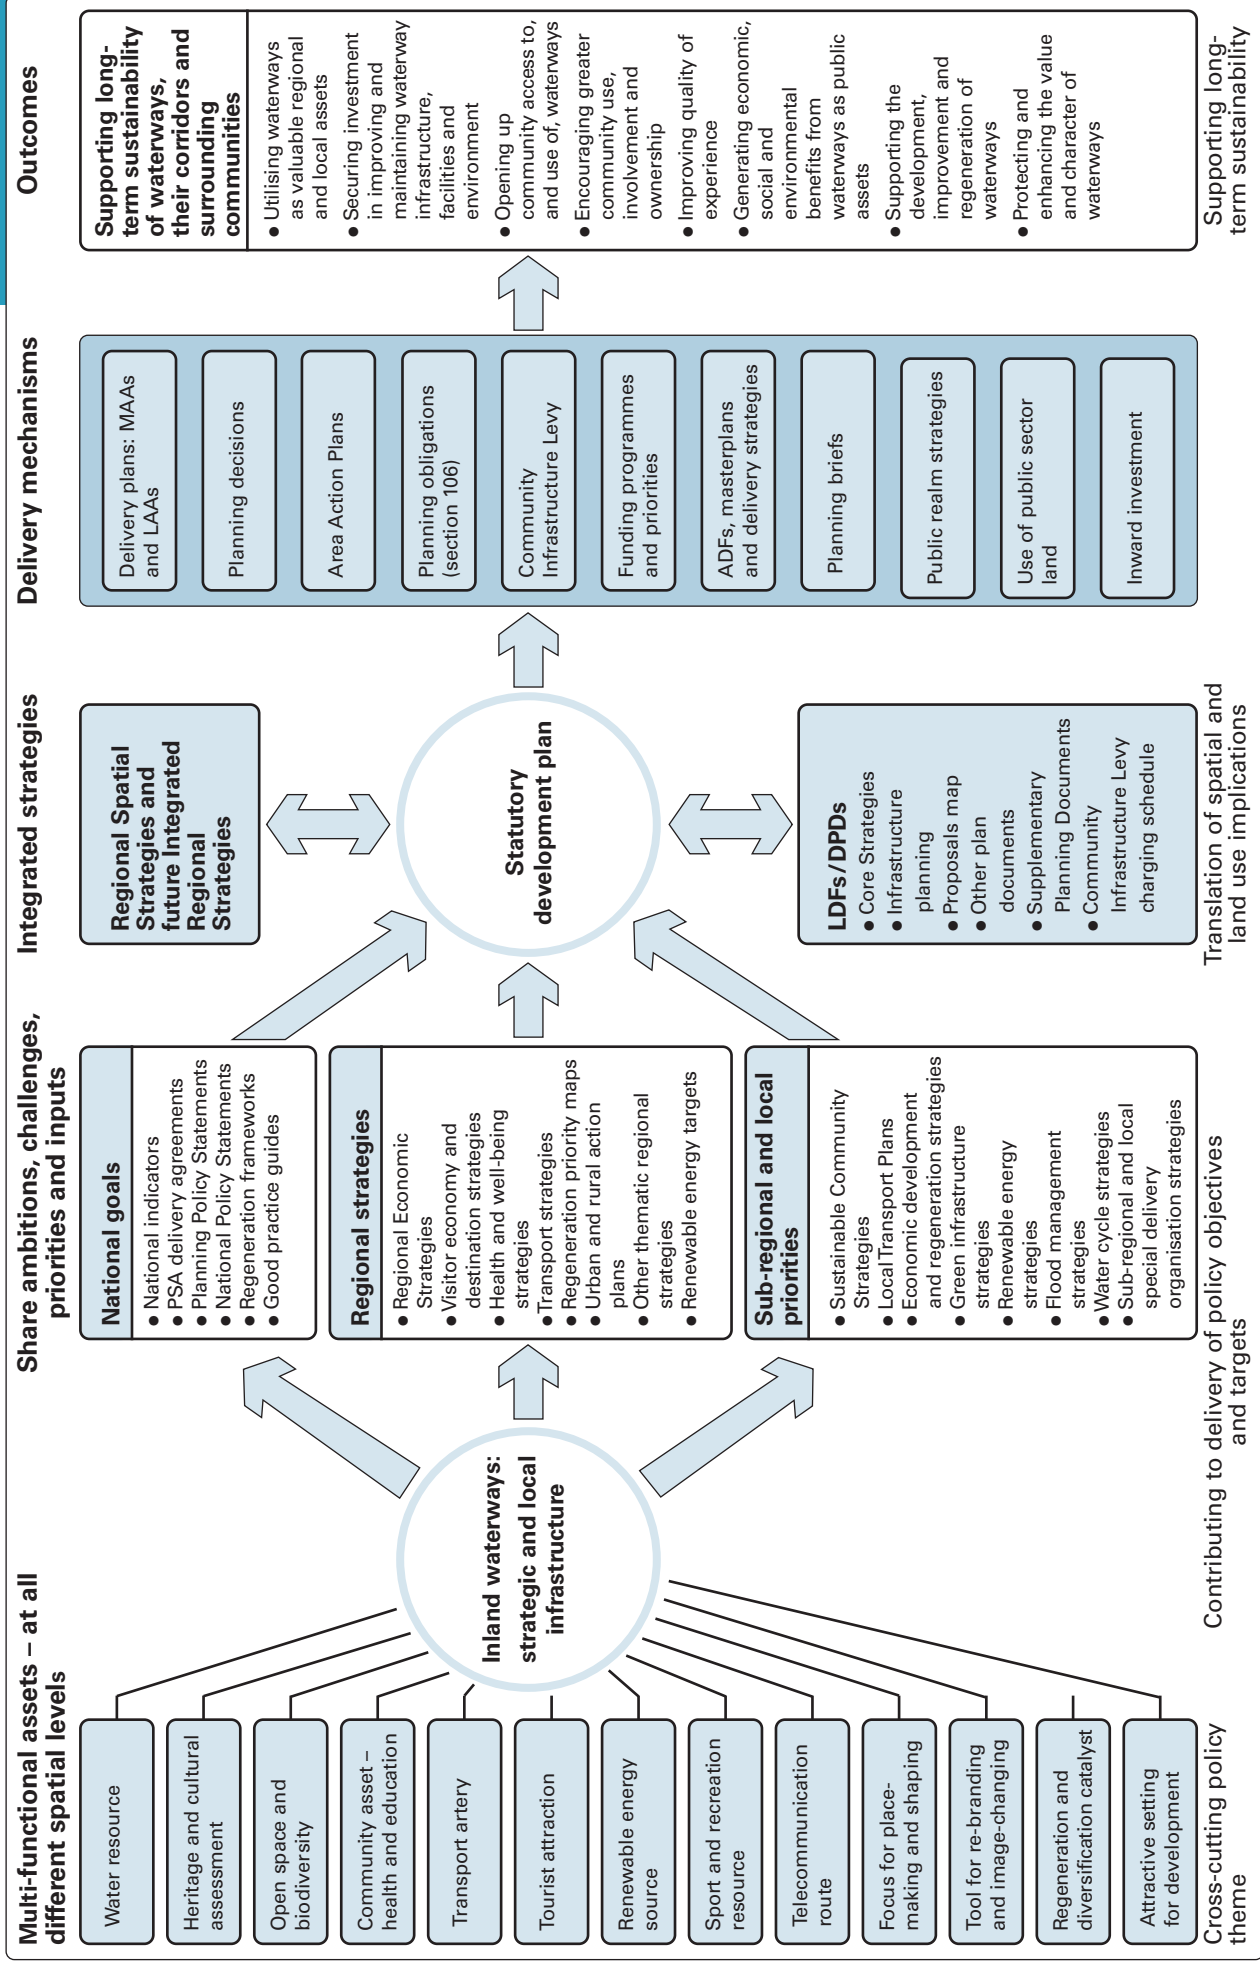 Multi-functional assets – at all
different spatial levels
Water resource
Heritage and cultural
assessment
Open space and
biodiversity
Community asset –
health and education
Transport artery
Tourist attraction
Renewable energy
source
Sport and recreation
resource
Telecommunication
route
Focus for place-
making and shaping
Tool for re-branding
and image-changing
Regeneration and
diversification catalyst
Attractive setting
for development
Cross-cutting policy
theme
Inland waterways:
strategic and local
infrastructure
Share ambitions, challenges,
priorities and inputs
National goals
● National indicators
● PSA delivery agreements
● Planning Policy Statements
● National Policy Statements
● Regeneration frameworks
● Good practice guides
Regional strategies
● Regional Economic
Strategies
● Visitor economy and
destination strategies
● Health and well-being
strategies
● Transport strategies
● Regeneration priority maps
● Urban and rural action
plans
● Other thematic regional
strategies
● Renewable energy targets
Sub-regional and local
priorities
● Sustainable Community
Strategies
● Local Transport Plans
● Economic development
and regeneration strategies
● Green infrastructure
strategies
● Renewable energy
strategies
● Flood management
strategies
● Water cycle strategies
● Sub-regional and local
special delivery
organisation strategies
Contributing to delivery of policy objectives
and targets
Integrated strategies
Regional Spatial
Strategies and
future Integrated
Regional
Strategies
Statutory
development plan
LDFs/DPDs
● Core Strategies
● Infrastructure
planning
● Proposals map
● Other plan
documents
● Supplementary
Planning Documents
● Community
Infrastructure Levy
charging schedule
Translation of spatial and
land use implications
Delivery mechanisms
Delivery plans: MAAs
and LAAs
Planning decisions
Area Action Plans
Planning obligations
(section 106)
Community
Infrastructure Levy
Funding programmes
and priorities
ADFs, masterplans
and delivery strategies
Planning briefs
Public realm strategies
Use of public sector
land
Inward investment
Outcomes
Supporting long-
term sustainability
of waterways,
their corridors and
surrounding
communities
● Utilising waterways
as valuable regional
and local assets
● Securing investment
in improving and
maintaining waterway
infrastructure,
facilities and
environment
● Opening up
community access to,
and use of, waterways
● Encouraging greater
community use,
involvement and
ownership
● Improving quality of
experience
● Generating economic,
social and
environmental
benefits from
waterways as public
assets
● Supporting the
development,
improvement and
regeneration of
waterways
● Protecting and
enhancing the value
and character of
waterways
Supporting long-
term sustainability